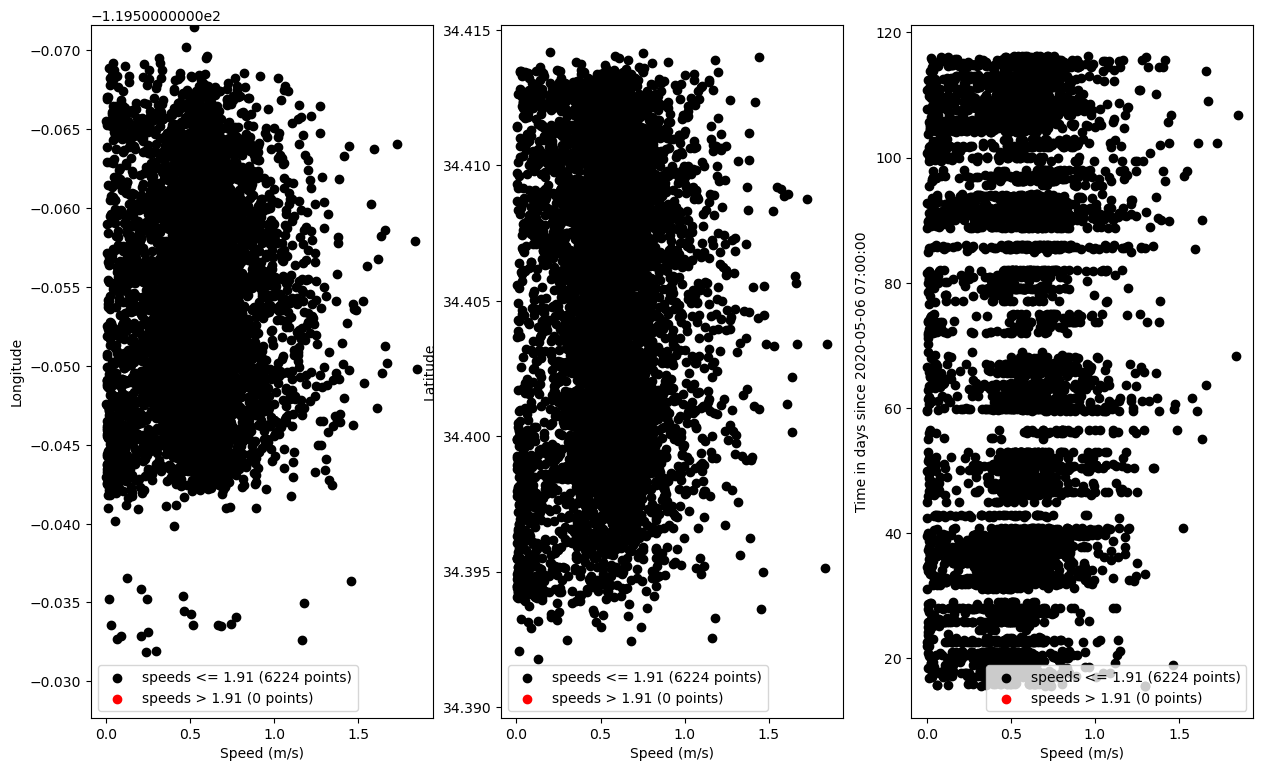 −1.1950000000e2
−0.070
−0.065
−0.060
−0.055
−0.050
−0.045
−0.040
−0.035
−0.030
Longitude
0.0 0.5 1.0 1.5
Speed (m/s)
speeds <= 1.91 (6224 points)
speeds > 1.91 (0 points)
34.415
34.410
34.405
34.400
34.395
34.390
Latitude
0.0 0.5 1.0 1.5
Speed (m/s)
speeds <= 1.91 (6224 points)
speeds > 1.91 (0 points)
120
100
80
60
40
20
Time in days since 2020-05-06 07:00:00
0.0 0.5 1.0 1.5
Speed (m/s)
speeds <= 1.91 (6224 points)
speeds > 1.91 (0 points)